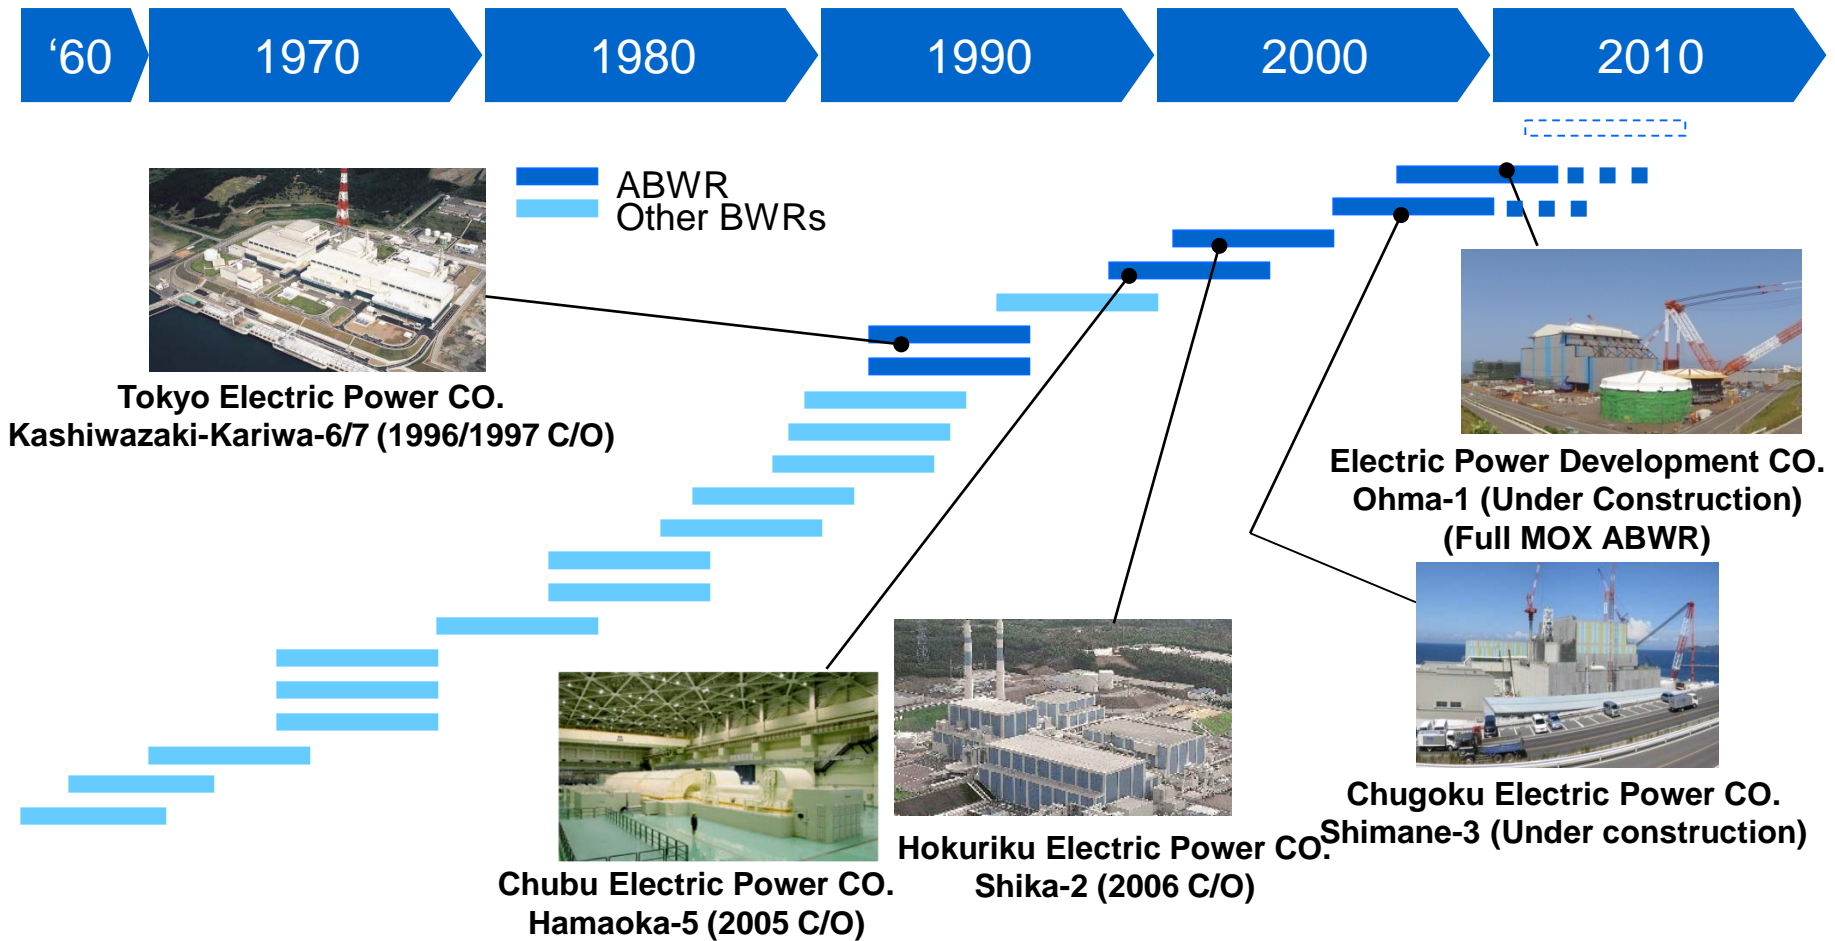 ‘60
1970
1980
1990
2000
2010
ABWR
Other BWRs
Tokyo Electric Power CO.
Kashiwazaki-Kariwa-6/7 (1996/1997 C/O)
Electric Power Development CO.
Ohma-1 (Under Construction)
(Full MOX ABWR)
Chugoku Electric Power CO.
Shimane-3 (Under construction)
Hokuriku Electric Power CO.
Shika-2 (2006 C/O)
Chubu Electric Power CO.
Hamaoka-5 (2005 C/O)